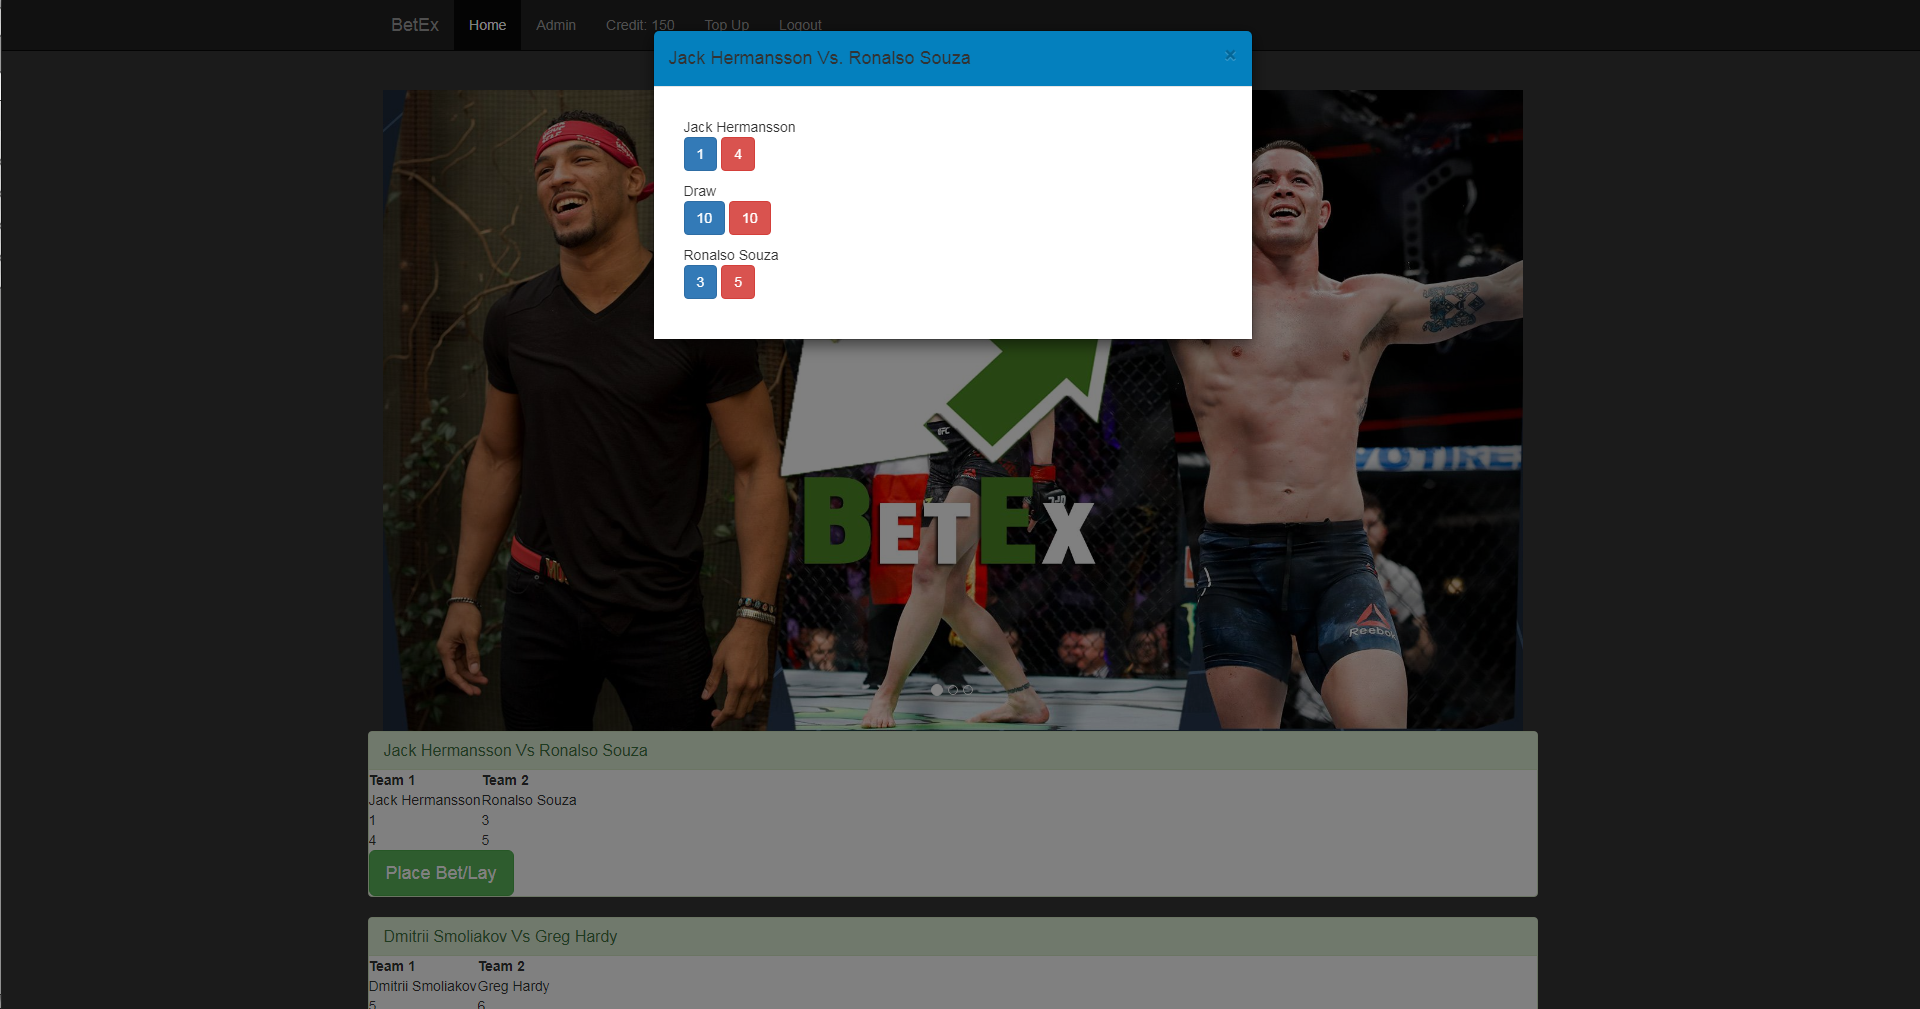 BetEx Home Admin Credit: 150 Top Up Logout
Jack Hermansson Vs. Ronalso Souza ×
Jack Hermansson
1 4
Draw
10 10
Ronalso Souza
3 5
UFC
BETEX
Reebok
Jack Hermansson Vs Ronalso Souza
Team 1 Team 2
Jack Hermansson Ronalso Souza
1 3
4 5
Place Bet/Lay
Dmitrii Smoliakov Vs Greg Hardy
Team 1 Team 2
Dmitrii Smoliakov Greg Hardy
5 6